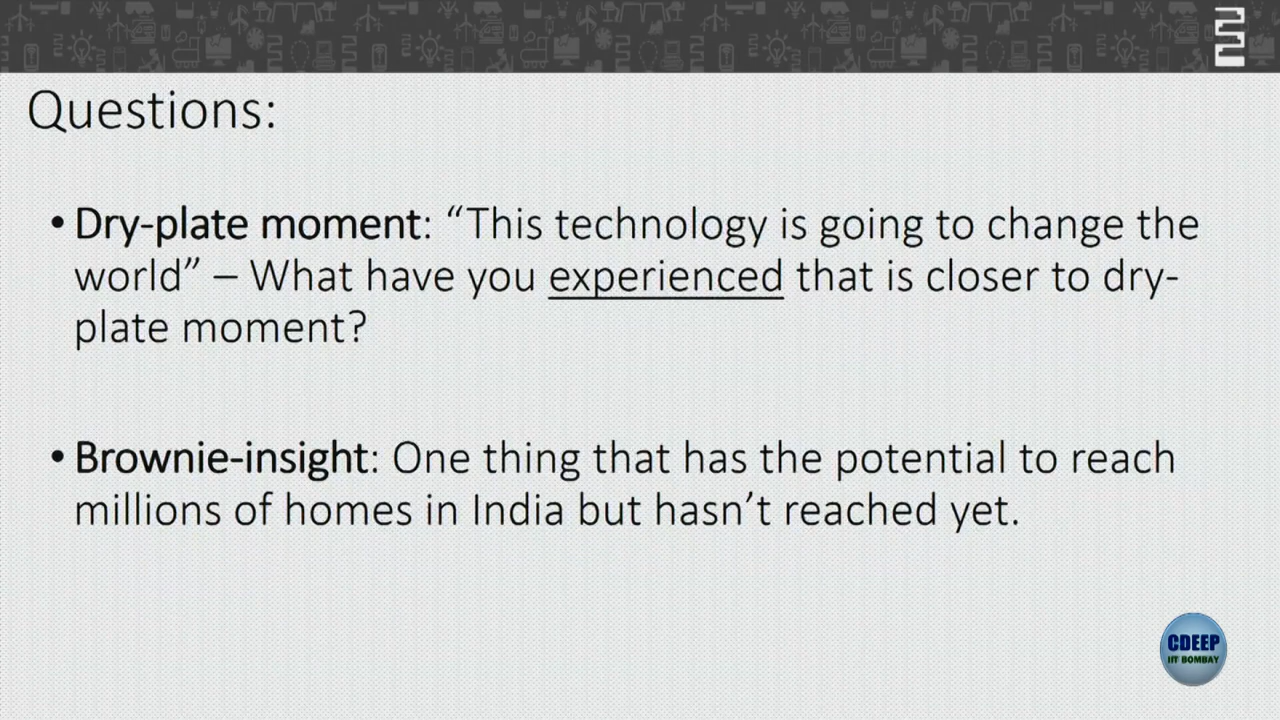 Questions:
• Dry-plate moment: “This technology is going to change the
world” – What have you experienced that is closer to dry-
plate moment?
• Brownie-insight: One thing that has the potential to reach
millions of homes in India but hasn’t reached yet.
CDEEP
IIT BOMBAY